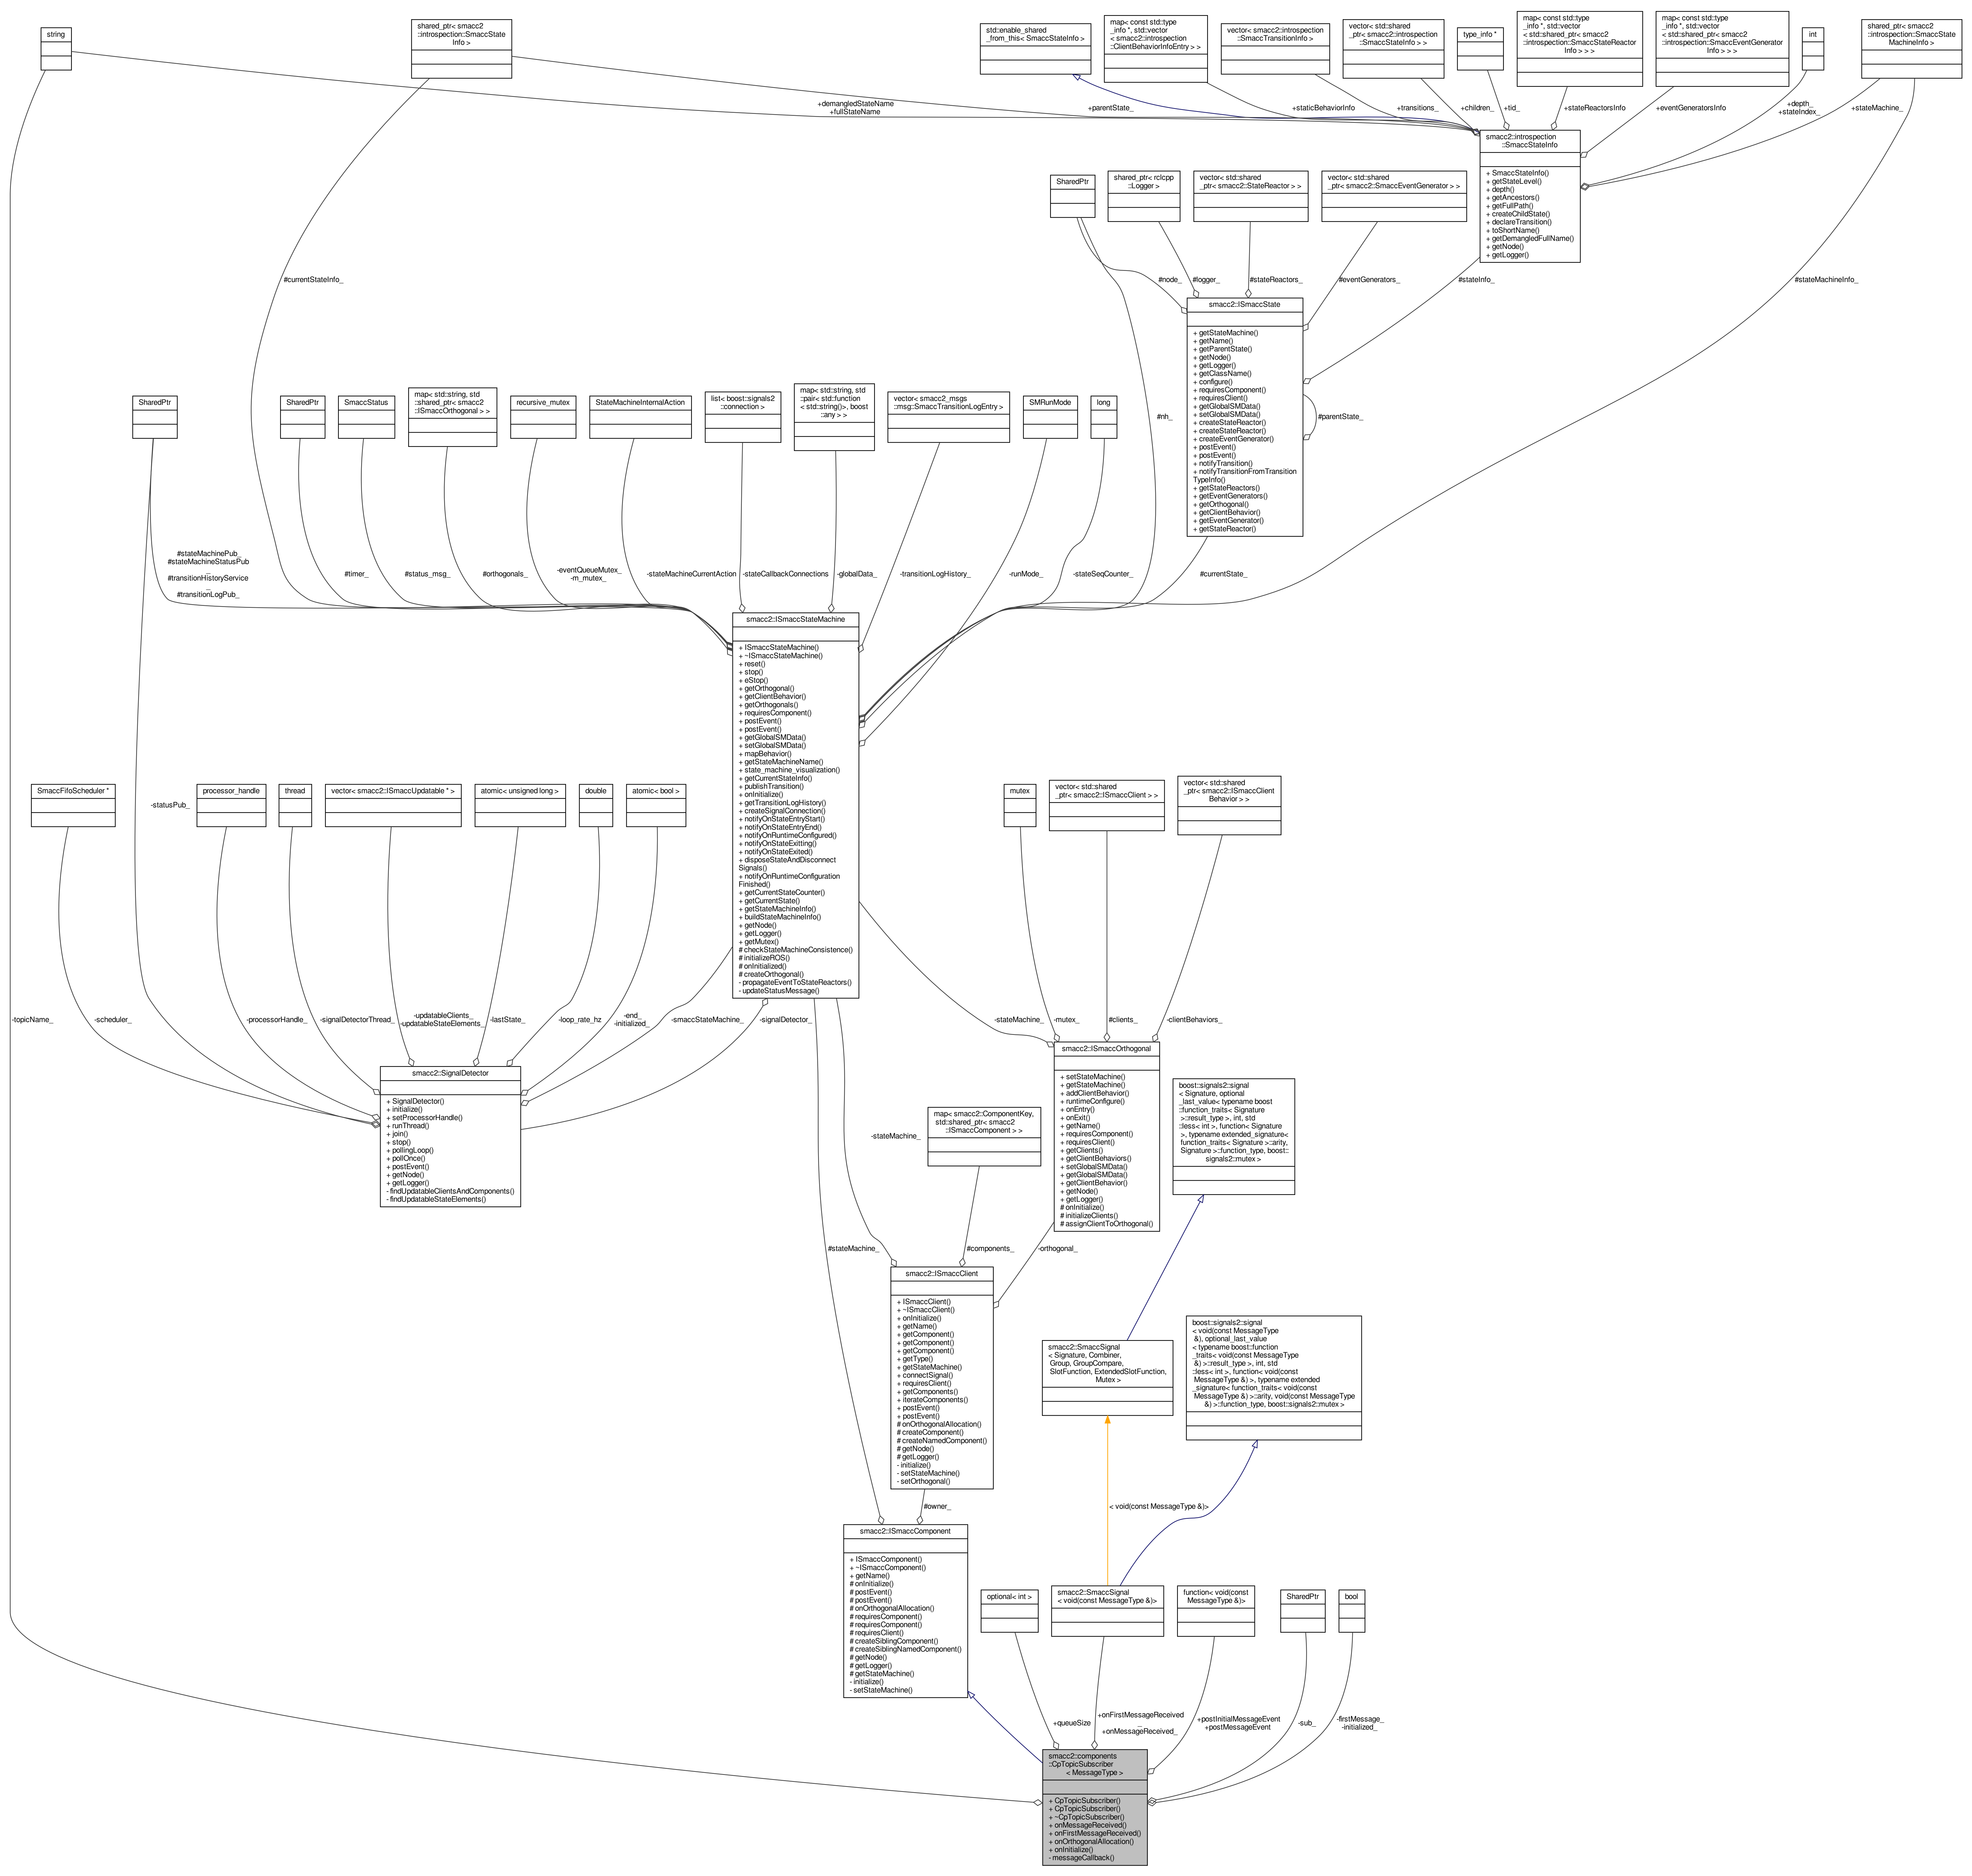 string
shared_ptr< smacc2
::introspection::SmaccState
Info >
std::enable_shared
_from_this< SmaccStateInfo >
map< const std::type
_info *, std::vector
< smacc2::introspection
::ClientBehaviorInfoEntry > >
vector< smacc2::introspection
::SmaccTransitionInfo >
vector< std::shared
_ptr< smacc2::introspection
::SmaccStateInfo > >
type_info *
map< const std::type
_info *, std::vector
< std::shared_ptr< smacc2
::introspection::SmaccStateReactor
Info > > >
map< const std::type
_info *, std::vector
< std::shared_ptr< smacc2
::introspection::SmaccEventGenerator
Info > > >
int
shared_ptr< smacc2
::introspection::SmaccState
MachineInfo >
+demangledStateName
+fullStateName
+parentState_
+staticBehaviorInfo
+transitions_
+children_
+tid_
+stateReactorsInfo
+eventGeneratorsInfo
+depth_
+stateIndex_
+stateMachine_
smacc2::introspection
::SmaccStateInfo
+ SmaccStateInfo()
+ getStateLevel()
+ depth()
+ getAncestors()
+ getFullPath()
+ createChildState()
+ declareTransition()
+ toShortName()
+ getDemangledFullName()
+ getNode()
+ getLogger()
SharedPtr
shared_ptr< rclcpp
::Logger >
vector< std::shared
_ptr< smacc2::StateReactor > >
vector< std::shared
_ptr< smacc2::SmaccEventGenerator > >
#currentStateInfo_
#node_
#logger_
#stateReactors_
#eventGenerators_
#stateInfo_
#stateMachineInfo_
smacc2::ISmaccState
+ getStateMachine()
+ getName()
+ getParentState()
+ getNode()
+ getLogger()
+ getClassName()
+ configure()
+ requiresComponent()
+ requiresClient()
+ getGlobalSMData()
+ setGlobalSMData()
+ createStateReactor()
+ createStateReactor()
+ createEventGenerator()
+ postEvent()
+ postEvent()
+ notifyTransition()
+ notifyTransitionFromTransition
TypeInfo()
+ getStateReactors()
+ getEventGenerators()
+ getOrthogonal()
+ getClientBehavior()
+ getEventGenerator()
+ getStateReactor()
#parentState_
#nh_
SharedPtr
SharedPtr
SmaccStatus
map< std::string, std
::shared_ptr< smacc2
::ISmaccOrthogonal > >
recursive_mutex
StateMachineInternalAction
list< boost::signals2
::connection >
map< std::string, std
::pair< std::function
< std::string()>, boost
::any > >
vector< smacc2_msgs
::msg::SmaccTransitionLogEntry >
SMRunMode
long
#stateMachinePub_
#stateMachineStatusPub
_
#transitionHistoryService
_
#transitionLogPub_
#timer_
#status_msg_
#orthogonals_
-eventQueueMutex_
-m_mutex_
-stateMachineCurrentAction
-stateCallbackConnections
-globalData_
-transitionLogHistory_
-runMode_
-stateSeqCounter_
#currentState_
smacc2::ISmaccStateMachine
+ ISmaccStateMachine()
+ ~ISmaccStateMachine()
+ reset()
+ stop()
+ eStop()
+ getOrthogonal()
+ getClientBehavior()
+ getOrthogonals()
+ requiresComponent()
+ postEvent()
+ postEvent()
+ getGlobalSMData()
+ setGlobalSMData()
+ mapBehavior()
+ getStateMachineName()
+ state_machine_visualization()
+ getCurrentStateInfo()
+ publishTransition()
+ onInitialize()
+ getTransitionLogHistory()
+ createSignalConnection()
+ notifyOnStateEntryStart()
+ notifyOnStateEntryEnd()
+ notifyOnRuntimeConfigured()
+ notifyOnStateExitting()
+ notifyOnStateExited()
+ disposeStateAndDisconnect
Signals()
+ notifyOnRuntimeConfiguration
Finished()
+ getCurrentStateCounter()
+ getCurrentState()
+ getStateMachineInfo()
+ buildStateMachineInfo()
+ getNode()
+ getLogger()
+ getMutex()
# checkStateMachineConsistence()
# initializeROS()
# onInitialized()
# createOrthogonal()
- propagateEventToStateReactors()
- updateStatusMessage()
SmaccFifoScheduler *
-statusPub_
processor_handle
thread
vector< smacc2::ISmaccUpdatable * >
atomic< unsigned long >
double
atomic< bool >
mutex
vector< std::shared
_ptr< smacc2::ISmaccClient > >
vector< std::shared
_ptr< smacc2::ISmaccClient
Behavior > >
-topicName_
-scheduler_
-processorHandle_
-signalDetectorThread_
-updatableClients_
-updatableStateElements_
-lastState_
-loop_rate_hz
-end_
-initialized_
-smaccStateMachine_
-signalDetector_
-stateMachine_
-mutex_
#clients_
-clientBehaviors_
smacc2::SignalDetector
+ SignalDetector()
+ initialize()
+ setProcessorHandle()
+ runThread()
+ join()
+ stop()
+ pollingLoop()
+ pollOnce()
+ postEvent()
+ getNode()
+ getLogger()
- findUpdatableClientsAndComponents()
- findUpdatableStateElements()
smacc2::ISmaccOrthogonal
+ setStateMachine()
+ getStateMachine()
+ addClientBehavior()
+ runtimeConfigure()
+ onEntry()
+ onExit()
+ getName()
+ requiresComponent()
+ requiresClient()
+ getClients()
+ getClientBehaviors()
+ setGlobalSMData()
+ getGlobalSMData()
+ getClientBehavior()
+ getNode()
+ getLogger()
# onInitialize()
# initializeClients()
# assignClientToOrthogonal()
boost::signals2::signal
< Signature, optional
_last_value< typename boost
::function_traits< Signature
>::result_type >, int, std
::less< int >, function< Signature
>, typename extended_signature<
function_traits< Signature >::arity,
Signature >::function_type, boost::
signals2::mutex >
map< smacc2::ComponentKey,
std::shared_ptr< smacc2
::ISmaccComponent > >
-stateMachine_
#stateMachine_
#components_
-orthogonal_
smacc2::ISmaccClient
+ ISmaccClient()
+ ~ISmaccClient()
+ onInitialize()
+ getName()
+ getComponent()
+ getComponent()
+ getComponent()
+ getType()
+ getStateMachine()
+ connectSignal()
+ requiresClient()
+ getComponents()
+ iterateComponents()
+ postEvent()
+ postEvent()
# onOrthogonalAllocation()
# createComponent()
# createNamedComponent()
# getNode()
# getLogger()
- initialize()
- setStateMachine()
- setOrthogonal()
smacc2::SmaccSignal
< Signature, Combiner,
Group, GroupCompare,
SlotFunction, ExtendedSlotFunction,
Mutex >
boost::signals2::signal
< void(const MessageType
&), optional_last_value
< typename boost::function
_traits< void(const MessageType
&) >::result_type >, int, std
::less< int >, function< void(const
MessageType &) >, typename extended
_signature< function_traits< void(const
MessageType &) >::arity, void(const MessageType
&) >::function_type, boost::signals2::mutex >
#owner_
< void(const MessageType &)>
smacc2::ISmaccComponent
+ ISmaccComponent()
+ ~ISmaccComponent()
+ getName()
# onInitialize()
# postEvent()
# postEvent()
# onOrthogonalAllocation()
# requiresComponent()
# requiresComponent()
# requiresClient()
# createSiblingComponent()
# createSiblingNamedComponent()
# getNode()
# getLogger()
# getStateMachine()
- initialize()
- setStateMachine()
optional< int >
smacc2::SmaccSignal
< void(const MessageType &)>
function< void(const
MessageType &)>
SharedPtr
bool
+queueSize
+onFirstMessageReceived
_
+onMessageReceived_
+postInitialMessageEvent
+postMessageEvent
-sub_
-firstMessage_
-initialized_
smacc2::components
::CpTopicSubscriber
< MessageType >
+ CpTopicSubscriber()
+ CpTopicSubscriber()
+ ~CpTopicSubscriber()
+ onMessageReceived()
+ onFirstMessageReceived()
+ onOrthogonalAllocation()
+ onInitialize()
- messageCallback()